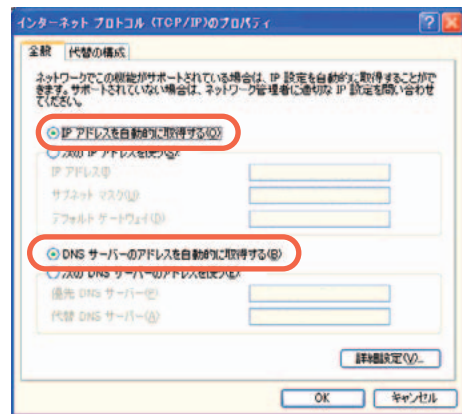 インターネット プロトコル (TCP/IP)のプロパティ
全般 代替の構成
ネットワークでこの機能がサポートされている場合は、IP 設定を自動的に取得することがで
きます。サポートされていない場合は、ネットワーク管理者に適切な IP 設定を問い合わせ
てください。
IP アドレスを自動的に取得する(O)
次の IP アドレスを使う(S):
IP アドレス(I)
サブネット マスク(U)
デフォルト ゲートウェイ(D)
DNS サーバーのアドレスを自動的に取得する(B)
次の DNS サーバーのアドレスを使う(E):
優先 DNS サーバー(P)
代替 DNS サーバー(A)
詳細設定(V)...
OK キャンセル